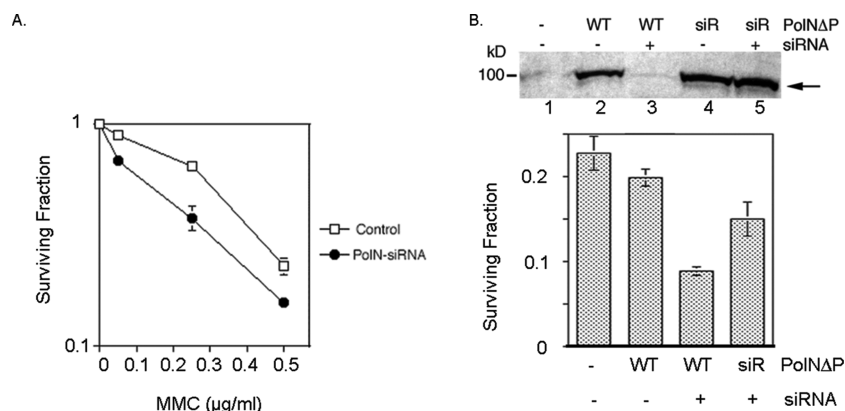 A.
1
0.1
Surviving Fraction
0
0.1
0.2
0.3
0.4
0.5
MMC (µg/ml)
Control
PolN-siRNA
B.
- WT WT siR siR PolNΔP
- - + - + siRNA
kD
100
1 2 3 4 5
0.2
0.1
0
Surviving Fraction
- WT WT siR PolNΔP
- - + + siRNA